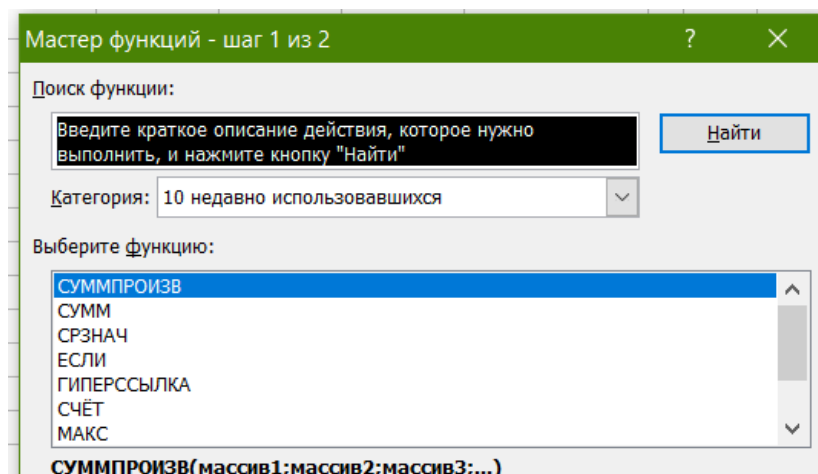 Мастер функций - шаг 1 из 2 ?
Поиск функции:
Введите краткое описание действия, которое нужно
выполнить, и нажмите кнопку "Найти"
Найти
Категория: 10 недавно использовавшихся
Выберите функцию:
СУММПРОИЗВ
СУММ
СРЗНАЧ
ЕСЛИ
ГИПЕРССЫЛКА
СЧЁТ
МАКС
СУММПРОИЗВ(массив1;массив2;массив3;...)